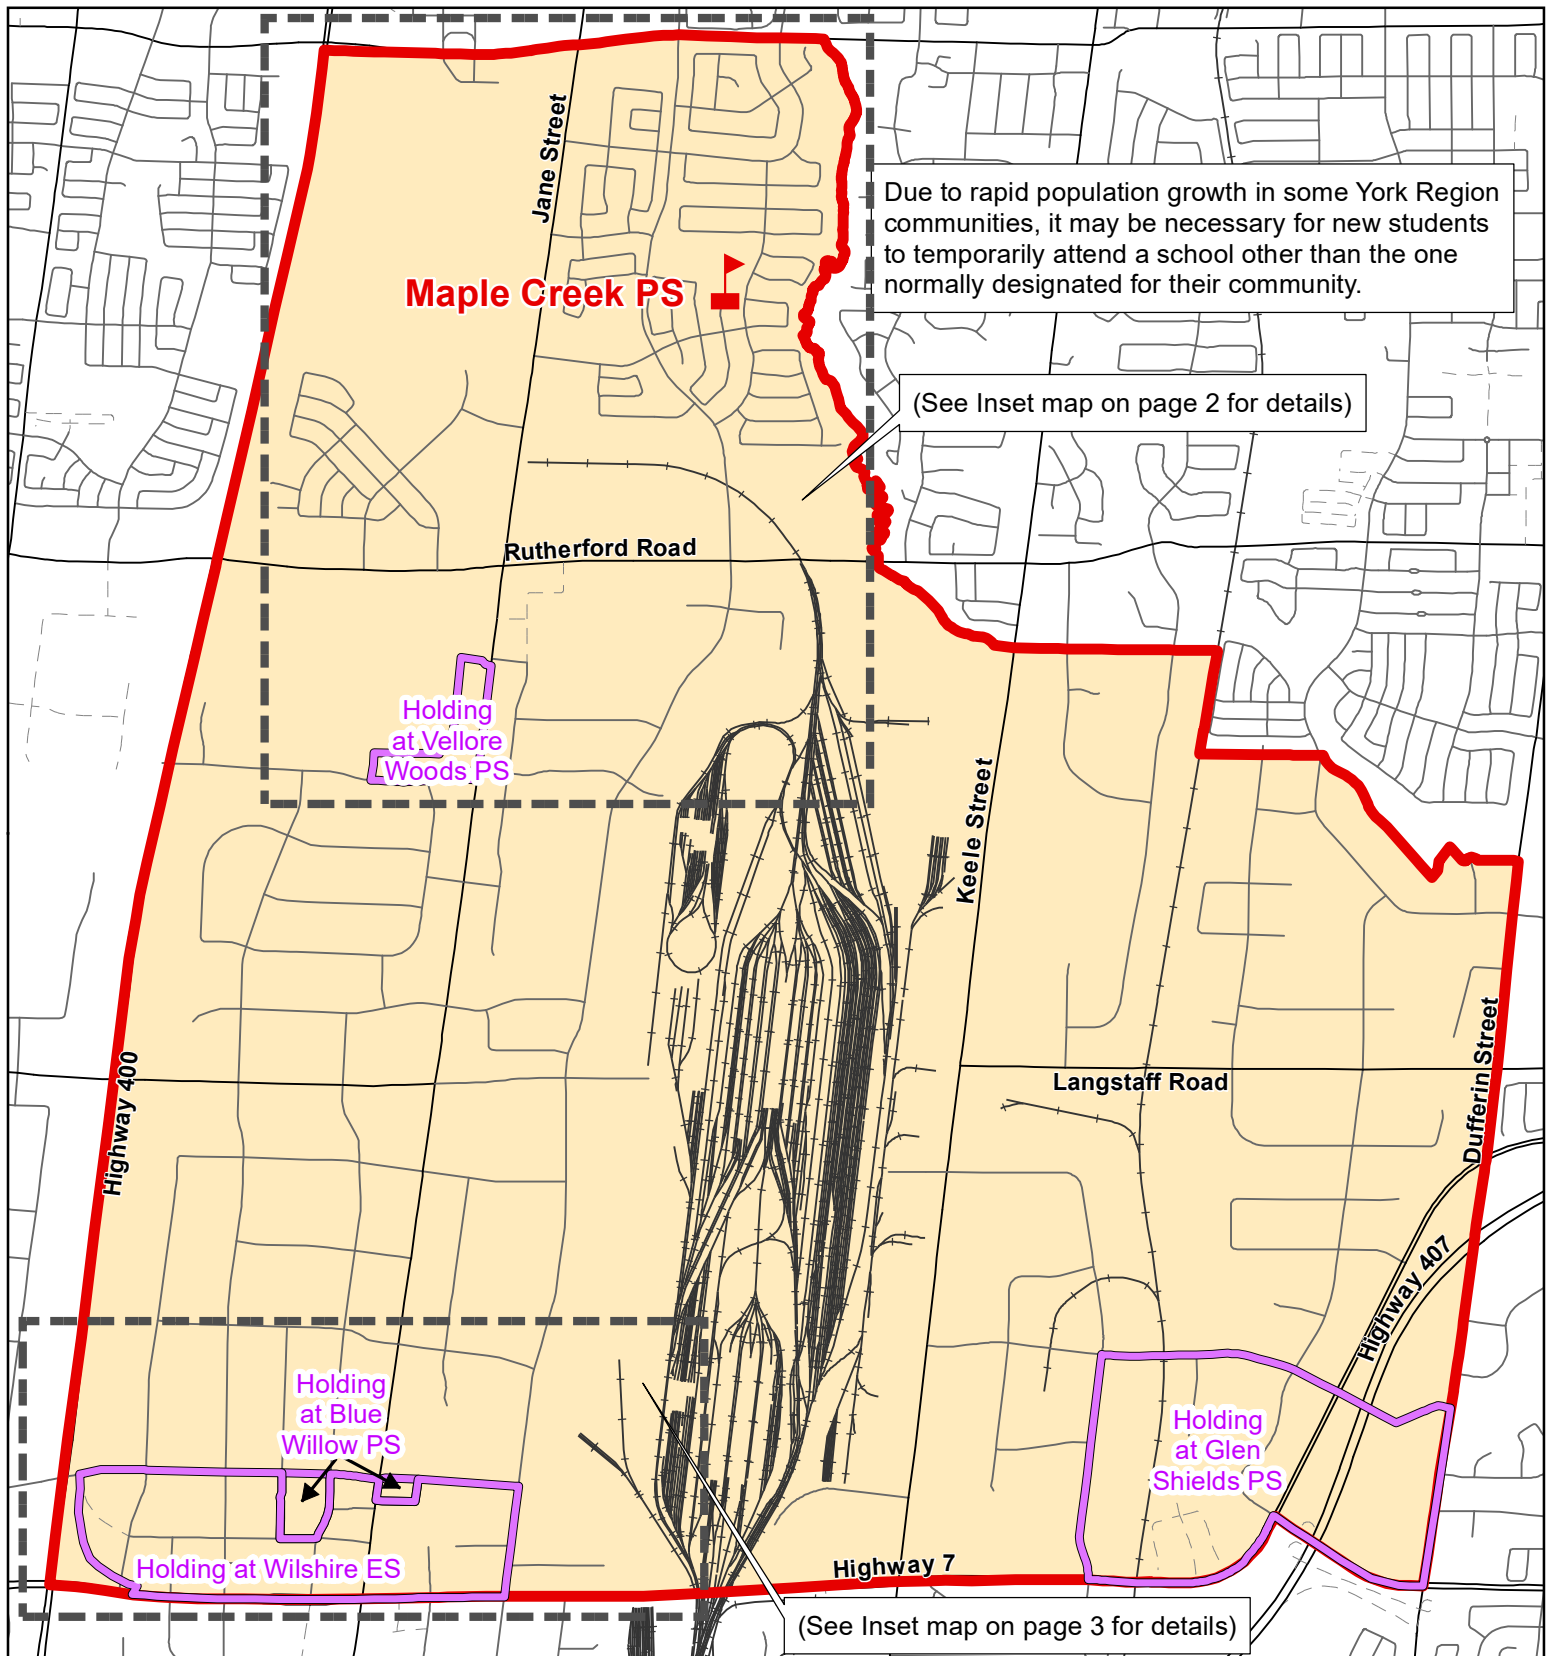 Jane Street
Due to rapid population growth in some York Region
communities, it may be necessary for new students
to temporarily attend a school other than the one
normally designated for their community.
Maple Creek PS
(See Inset map on page 2 for details)
Rutherford Road
Holding
at Vellore
Woods PS
Keele Street
Highway 400
Langstaff Road
Dufferin Street
Highway 407
Holding
at Blue
Willow PS
Holding
at Glen
Shields PS
Holding at Wilshire ES
Highway 7
(See Inset map on page 3 for details)